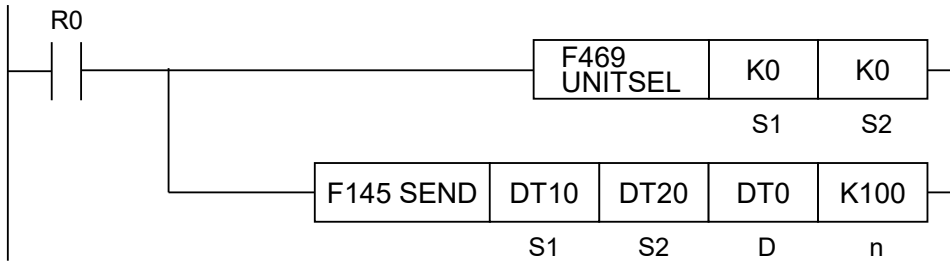 R0
F469 K0 K0
UNITSEL
S1 S2
F145 SEND DT10 DT20 DT0 K100
S1 S2 D n